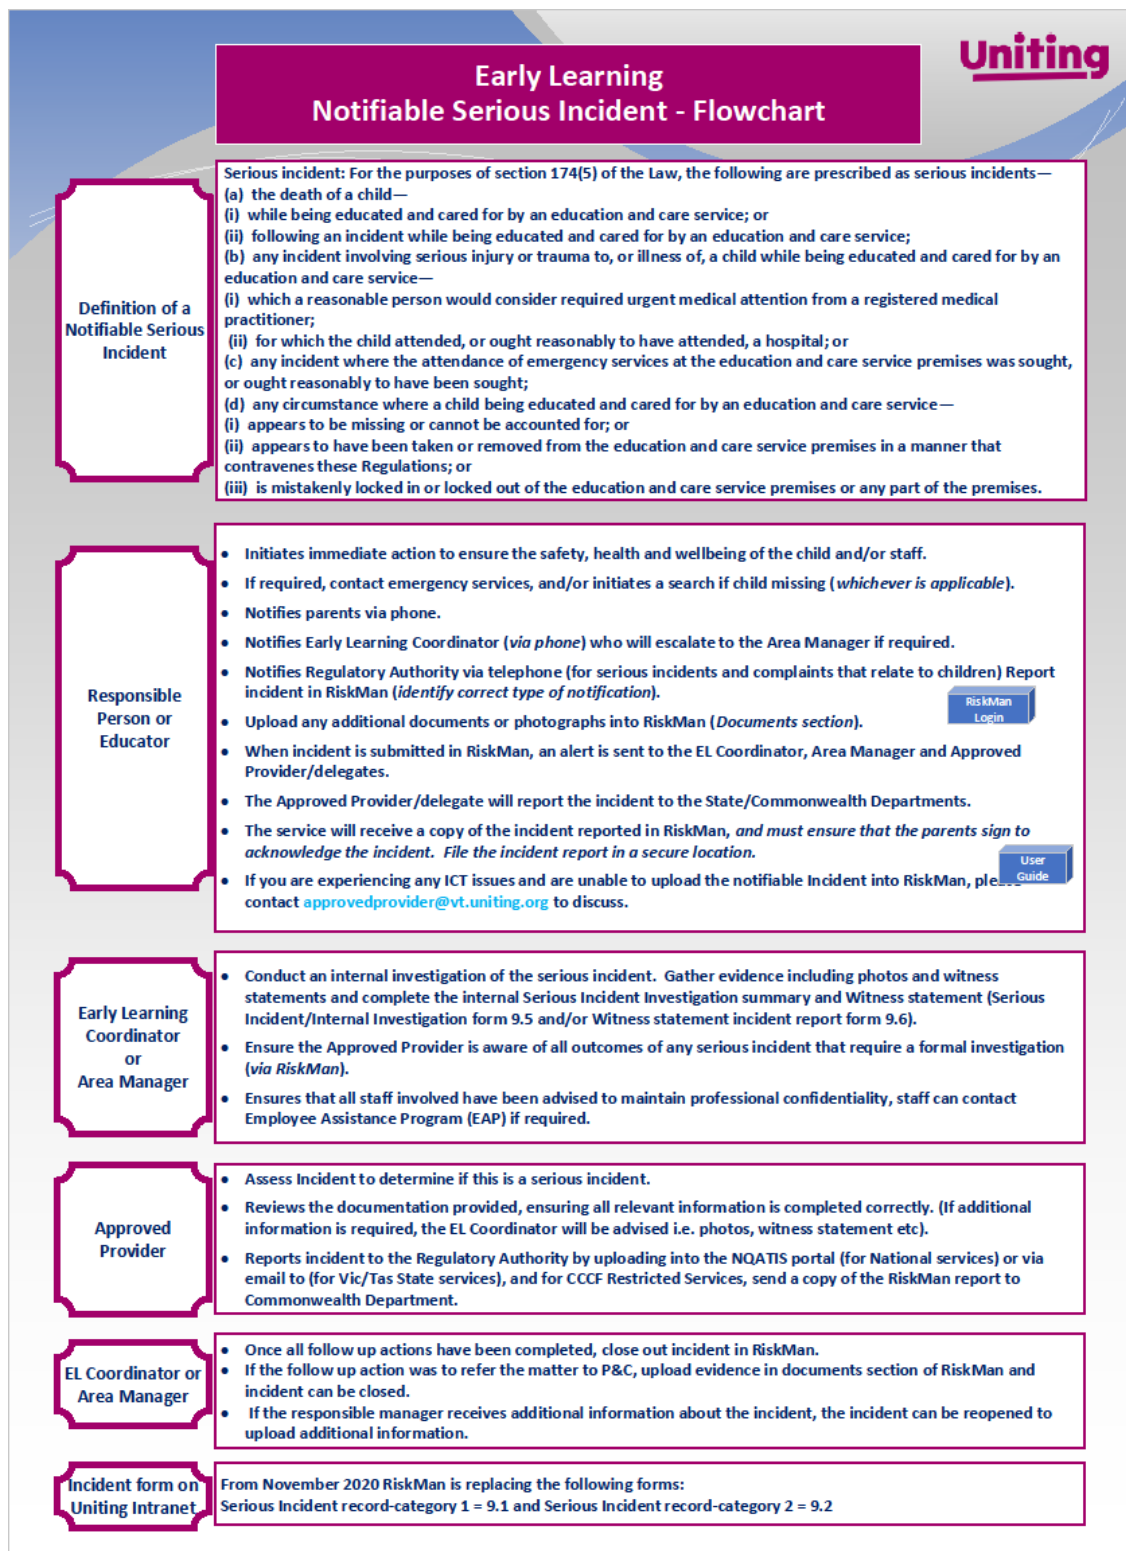 Uniting
Early Learning
Notifiable Serious Incident - Flowchart
Definition of a
Notifiable Serious
Incident
Serious incident: For the purposes of section 174(5) of the Law, the following are prescribed as serious incidents—
(a) the death of a child—
(i) while being educated and cared for by an education and care service; or
(ii) following an incident while being educated and cared for by an education and care service;
(b) any incident involving serious injury or trauma to, or illness of, a child while being educated and cared for by an
education and care service—
(i) which a reasonable person would consider required urgent medical attention from a registered medical
practitioner;
(ii) for which the child attended, or ought reasonably to have attended, a hospital; or
(c) any incident where the attendance of emergency services at the education and care service premises was sought,
or ought reasonably to have been sought;
(d) any circumstance where a child being educated and cared for by an education and care service—
(i) appears to be missing or cannot be accounted for; or
(ii) appears to have been taken or removed from the education and care service premises in a manner that
contravenes these Regulations; or
(iii) is mistakenly locked in or locked out of the education and care service premises or any part of the premises.
Responsible
Person or
Educator
• Initiates immediate action to ensure the safety, health and wellbeing of the child and/or staff.
• If required, contact emergency services, and/or initiates a search if child missing (whichever is applicable).
• Notifies parents via phone.
• Notifies Early Learning Coordinator (via phone) who will escalate to the Area Manager if required.
• Notifies Regulatory Authority via telephone (for serious incidents and complaints that relate to children) Report
incident in RiskMan (identify correct type of notification).
RiskMan
Login
• Upload any additional documents or photographs into RiskMan (Documents section).
• When incident is submitted in RiskMan, an alert is sent to the EL Coordinator, Area Manager and Approved
Provider/delegates.
• The Approved Provider/delegate will report the incident to the State/Commonwealth Departments.
• The service will receive a copy of the incident reported in RiskMan, and must ensure that the parents sign to
acknowledge the incident. File the incident report in a secure location.
User
Guide
• If you are experiencing any ICT issues and are unable to upload the notifiable Incident into RiskMan, please
contact approvedprovider@vt.uniting.org to discuss.
Early Learning
Coordinator
or
Area Manager
• Conduct an internal investigation of the serious incident. Gather evidence including photos and witness
statements and complete the internal Serious Incident Investigation summary and Witness statement (Serious
Incident/Internal Investigation form 9.5 and/or Witness statement incident report form 9.6).
• Ensure the Approved Provider is aware of all outcomes of any serious incident that require a formal investigation
(via RiskMan).
• Ensures that all staff involved have been advised to maintain professional confidentiality, staff can contact
Employee Assistance Program (EAP) if required.
Approved
Provider
• Assess Incident to determine if this is a serious incident.
• Reviews the documentation provided, ensuring all relevant information is completed correctly. (If additional
information is required, the EL Coordinator will be advised i.e. photos, witness statement etc).
• Reports incident to the Regulatory Authority by uploading into the NQATIS portal (for National services) or via
email to (for Vic/Tas State services), and for CCCF Restricted Services, send a copy of the RiskMan report to
Commonwealth Department.
EL Coordinator or
Area Manager
• Once all follow up actions have been completed, close out incident in RiskMan.
• If the follow up action was to refer the matter to P&C, upload evidence in documents section of RiskMan and
incident can be closed.
• If the responsible manager receives additional information about the incident, the incident can be reopened to
upload additional information.
Incident form on
Uniting Intranet
From November 2020 RiskMan is replacing the following forms:
Serious Incident record-category 1 = 9.1 and Serious Incident record-category 2 = 9.2